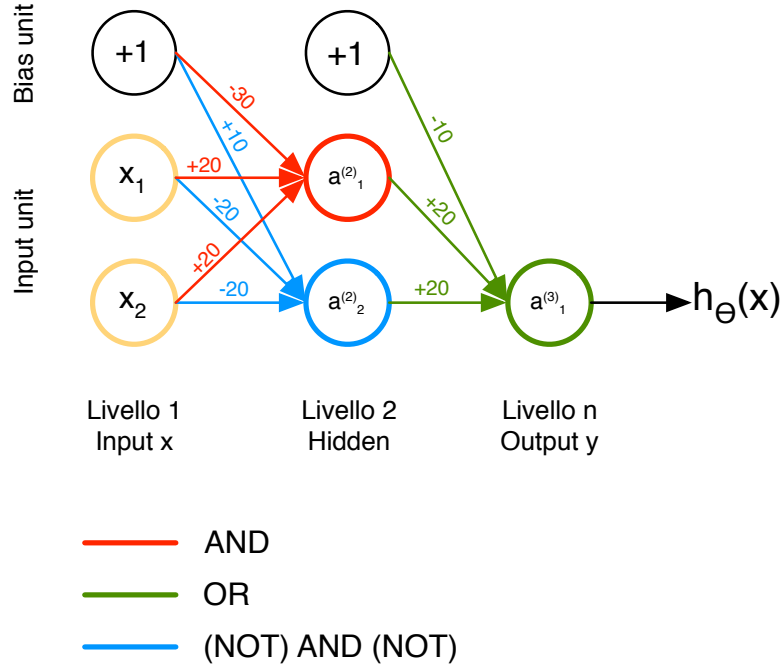 Bias unit
+1
+1
-30
+10
-10
Input unit
x₁
+20
a⁽²⁾₁
-20
+20
+20
x₂
-20
a⁽²⁾₂
+20
a⁽³⁾₁
hΘ(x)
Livello 1
Input x
Livello 2
Hidden
Livello n
Output y
AND
OR
(NOT) AND (NOT)